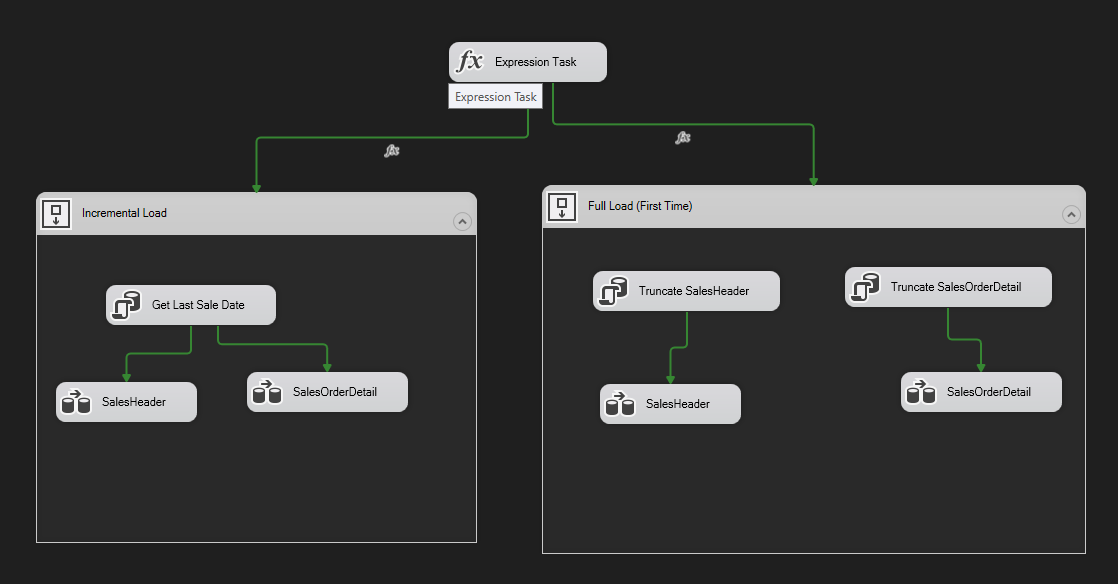 fx Expression Task
Expression Task
fx
fx
Incremental Load
Full Load (First Time)
Get Last Sale Date
SalesHeader
SalesOrderDetail
Truncate SalesHeader
Truncate SalesOrderDetail
SalesHeader
SalesOrderDetail